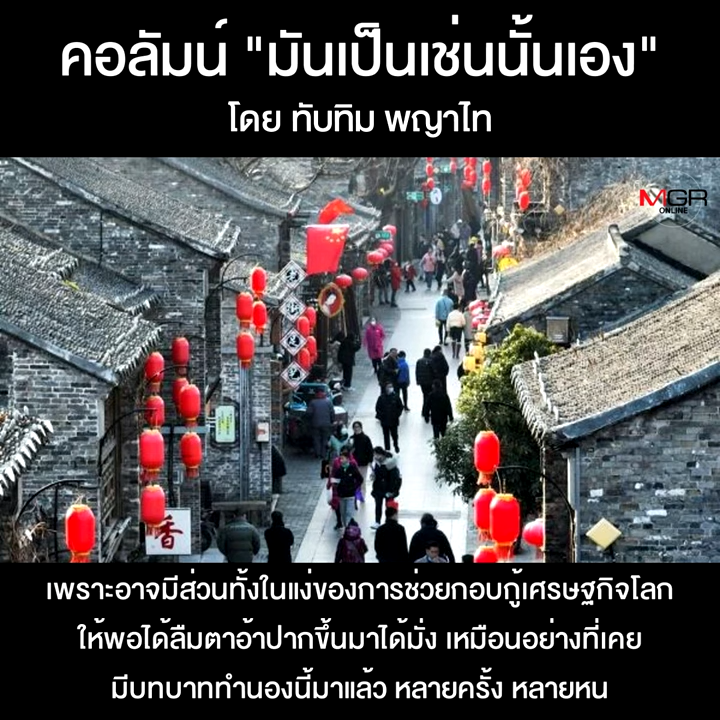 คอลัมน์ "มันเป็นเช่นนั้นเอง"
โดย ทับทิม พญาไท
MGR
ONLINE
香
เพราะอาจมีส่วนทั้งในแง่ของการช่วยกอบกู้เศรษฐกิจโลก
ให้พอได้ลืมตาอ้าปากขึ้นมาได้มั่ง เหมือนอย่างที่เคย
มีบทบาททำนองนี้มาแล้ว หลายครั้ง หลายหน